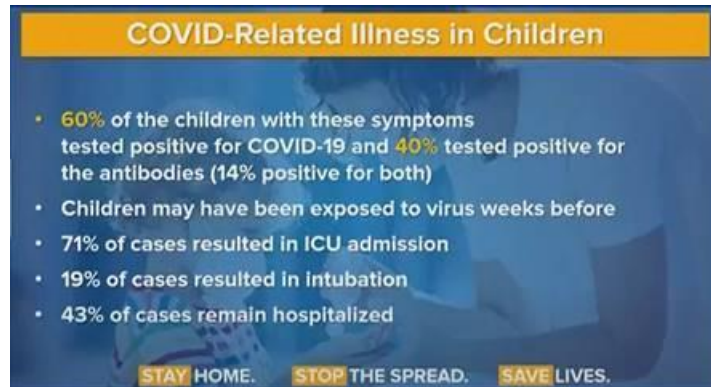 COVID-Related Illness in Children
• 60% of the children with these symptoms
tested positive for COVID-19 and 40% tested positive for
the antibodies (14% positive for both)
• Children may have been exposed to virus weeks before
• 71% of cases resulted in ICU admission
• 19% of cases resulted in intubation
• 43% of cases remain hospitalized
STAY HOME. STOP THE SPREAD. SAVE LIVES.